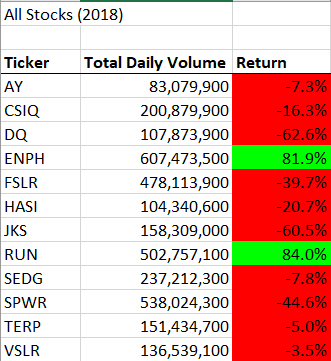 All Stocks (2018)
Ticker Total Daily Volume Return
AY 83,079,900 -7.3%
CSIQ 200,879,900 -16.3%
DQ 107,873,900 -62.6%
ENPH 607,473,500 81.9%
FSLR 478,113,900 -39.7%
HASI 104,340,600 -20.7%
JKS 158,309,000 -60.5%
RUN 502,757,100 84.0%
SEDG 237,212,300 -7.8%
SPWR 538,024,300 -44.6%
TERP 151,434,700 -5.0%
VSLR 136,539,100 -3.5%